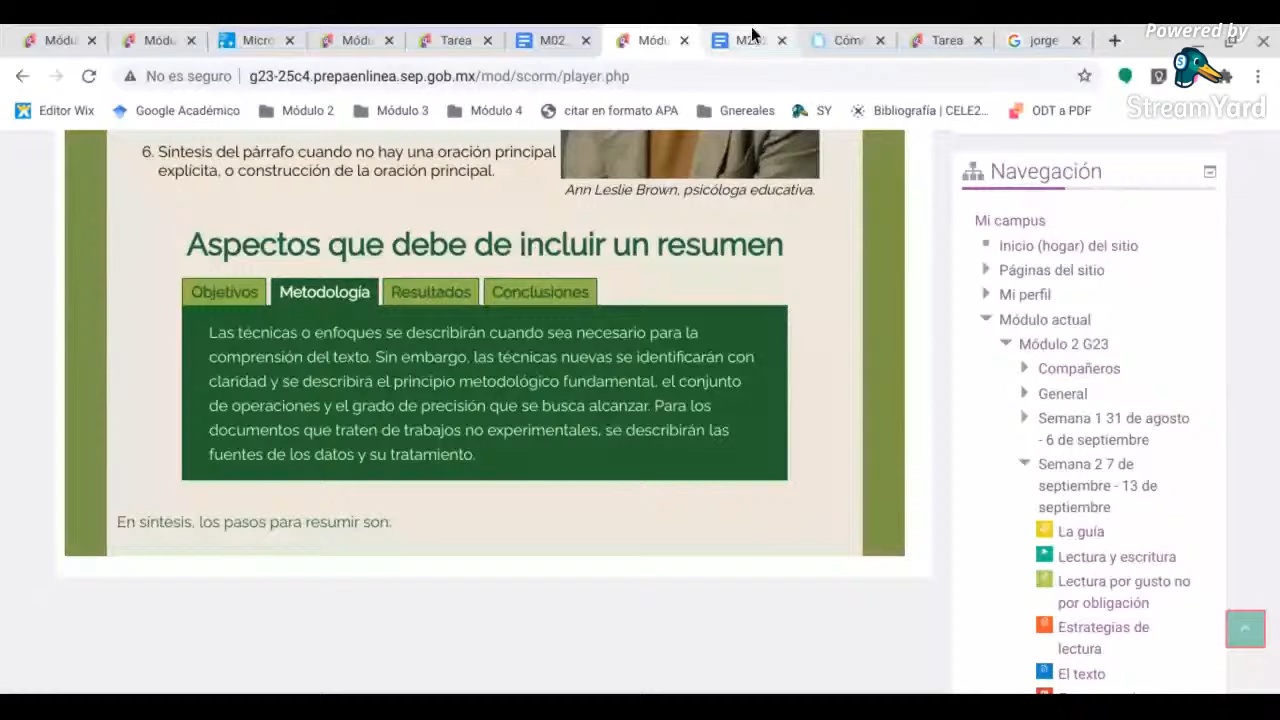 Powered by
StreamYard
Módu
Módu
Micro
Módu
Tarea
M02_
Módu
Cóm
Tarea
jorge
No es seguro
g23-25c4.prepaenlinea.sep.gob.mx/mod/scorm/player.php
Editor Wix
Google Académico
Módulo 2
Módulo 3
Módulo 4
citar en formato APA
Gnereales
SY
Bibliografía | CELE2...
ODT a PDF
6. Síntesis del párrafo cuando no hay una oración principal
explícita, o construcción de la oración principal.
Ann Leslie Brown, psicóloga educativa.
Aspectos que debe de incluir un resumen
Objetivos
Metodología
Resultados
Conclusiones
Las técnicas o enfoques se describirán cuando sea necesario para la
comprensión del texto. Sin embargo, las técnicas nuevas se identificarán con
claridad y se describirá el principio metodológico fundamental, el conjunto
de operaciones y el grado de precisión que se busca alcanzar. Para los
documentos que traten de trabajos no experimentales, se describirán las
fuentes de los datos y su tratamiento.
En síntesis, los pasos para resumir son.
Navegación
Mi campus
Inicio (hogar) del sitio
Páginas del sitio
Mi perfil
Módulo actual
Módulo 2 G23
Compañeros
General
Semana 1 31 de agosto
- 6 de septiembre
Semana 2 7 de
septiembre - 13 de
septiembre
La guía
Lectura y escritura
Lectura por gusto no
por obligación
Estrategias de
lectura
El texto